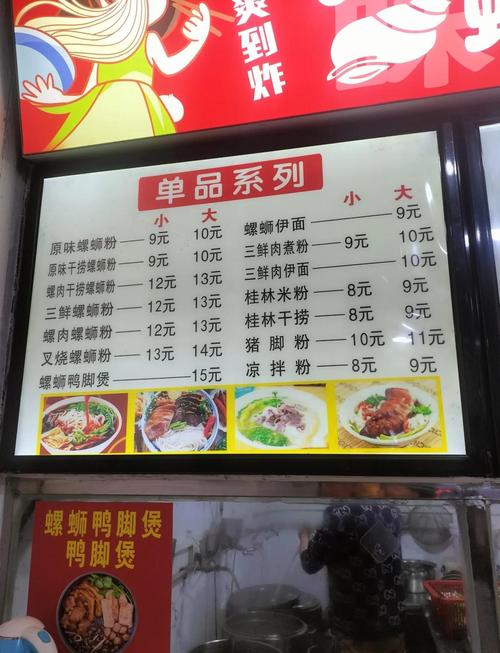 爽到炸
单品系列
小 大
原味螺蛳粉——9元 10元
原味干捞螺蛳粉——9元 10元
螺肉干捞螺蛳粉——12元 13元
三鲜螺蛳粉——12元 13元
螺肉螺蛳粉——12元 13元
叉烧螺蛳粉——13元 14元
螺蛳鸭脚煲——15元
小 大
螺蛳伊面——9元
三鲜肉煮粉——9元 10元
三鲜肉伊面——10元
桂林米粉——8元 9元
桂林干捞——8元 9元
猪脚粉——10元 11元
凉拌粉——8元 9元
螺蛳鸭脚煲
鸭脚煲